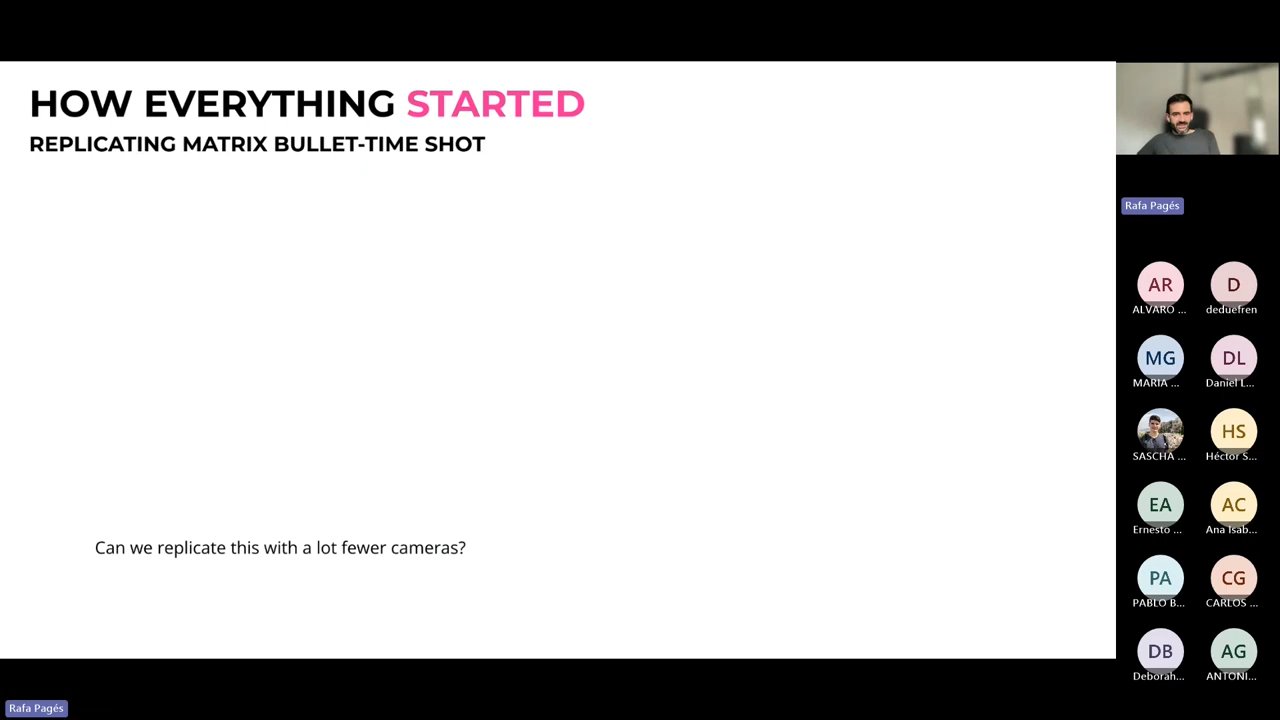 HOW EVERYTHING STARTED
REPLICATING MATRIX BULLET-TIME SHOT
Can we replicate this with a lot fewer cameras?
Rafa Pagés
AR
D
ALVARO ...
deduefren
MG
DL
MARIA ...
Daniel L...
HS
SASCHA ...
Héctor S...
EA
AC
Ernesto ...
Ana Isab...
PA
CG
PABLO B...
CARLOS ...
DB
AG
Deborah...
ANTONI...
Rafa Pagés